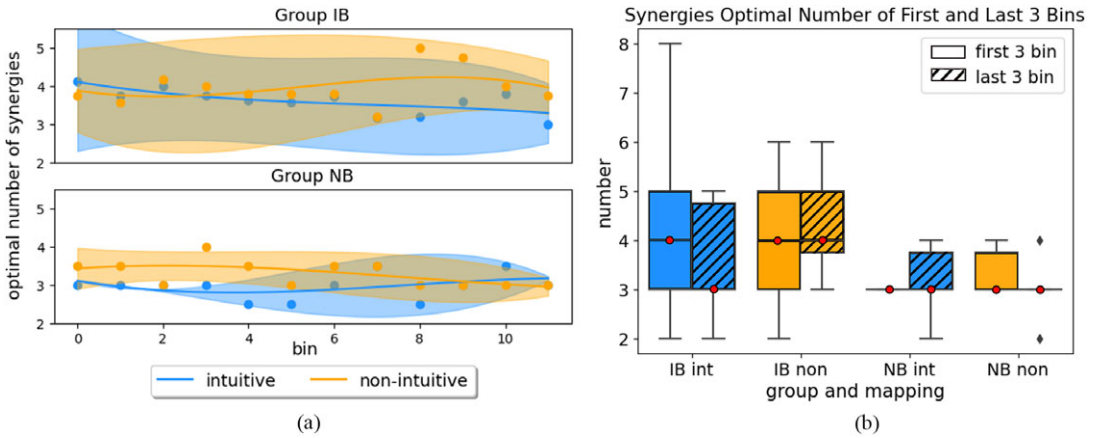 Group IB
5
4
3
2
Group NB
5
4
3
2
0 2 4 6 8 10
bin
optimal number of synergies
intuitive non-intuitive
(a)
Synergies Optimal Number of First and Last 3 Bins
8
7
6
5
4
3
2
number
first 3 bin
last 3 bin
IB int IB non NB int NB non
group and mapping
(b)